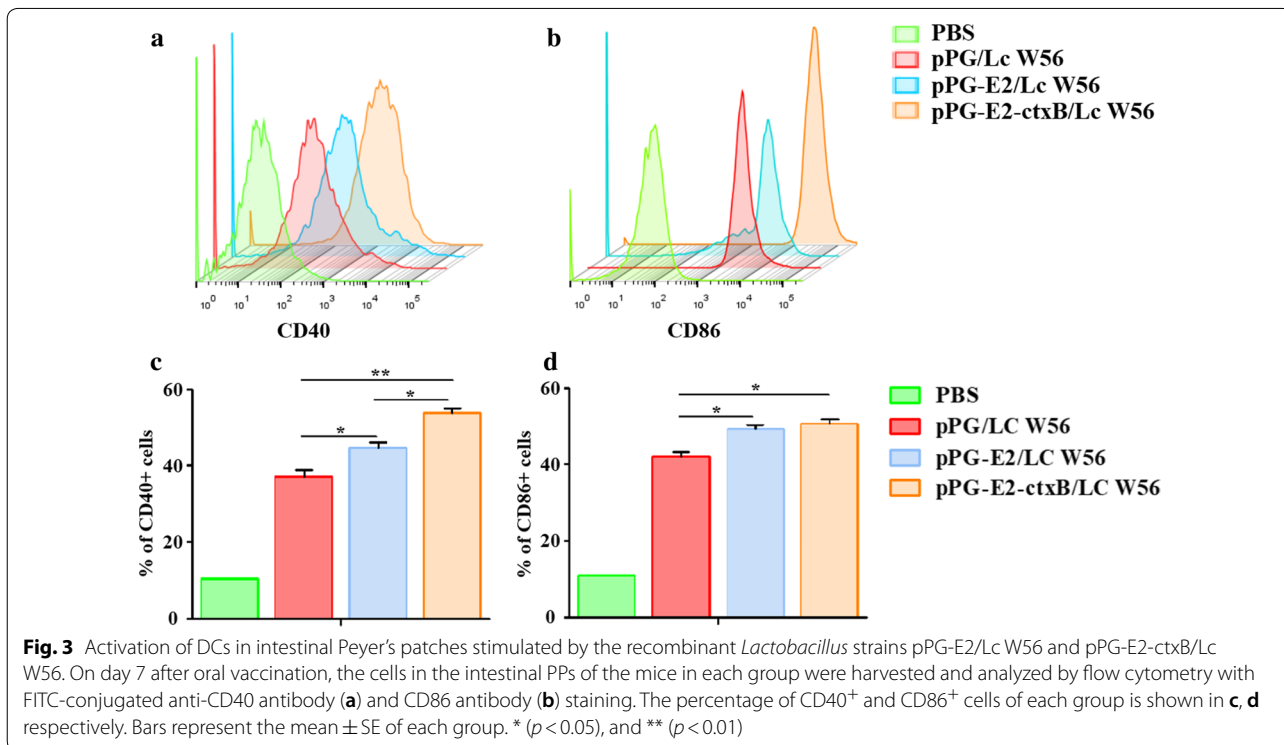 a
b
PBS
pPG/Lc W56
pPG-E2/Lc W56
pPG-E2-ctxB/Lc W56
10^0 10^1 10^2 10^3 10^4 10^5
CD40
10^0 10^1 10^2 10^3 10^4 10^5
CD86
c
% of CD40+ cells
60
40
20
0
**
*
*
d
% of CD86+ cells
60
40
20
0
*
*
PBS
pPG/LC W56
pPG-E2/LC W56
pPG-E2-ctxB/LC W56
Fig. 3 Activation of DCs in intestinal Peyer’s patches stimulated by the recombinant Lactobacillus strains pPG-E2/Lc W56 and pPG-E2-ctxB/Lc
W56. On day 7 after oral vaccination, the cells in the intestinal PPs of the mice in each group were harvested and analyzed by flow cytometry with
FITC-conjugated anti-CD40 antibody (a) and CD86 antibody (b) staining. The percentage of CD40⁺ and CD86⁺ cells of each group is shown in c, d
respectively. Bars represent the mean ± SE of each group. * (p < 0.05), and ** (p < 0.01)